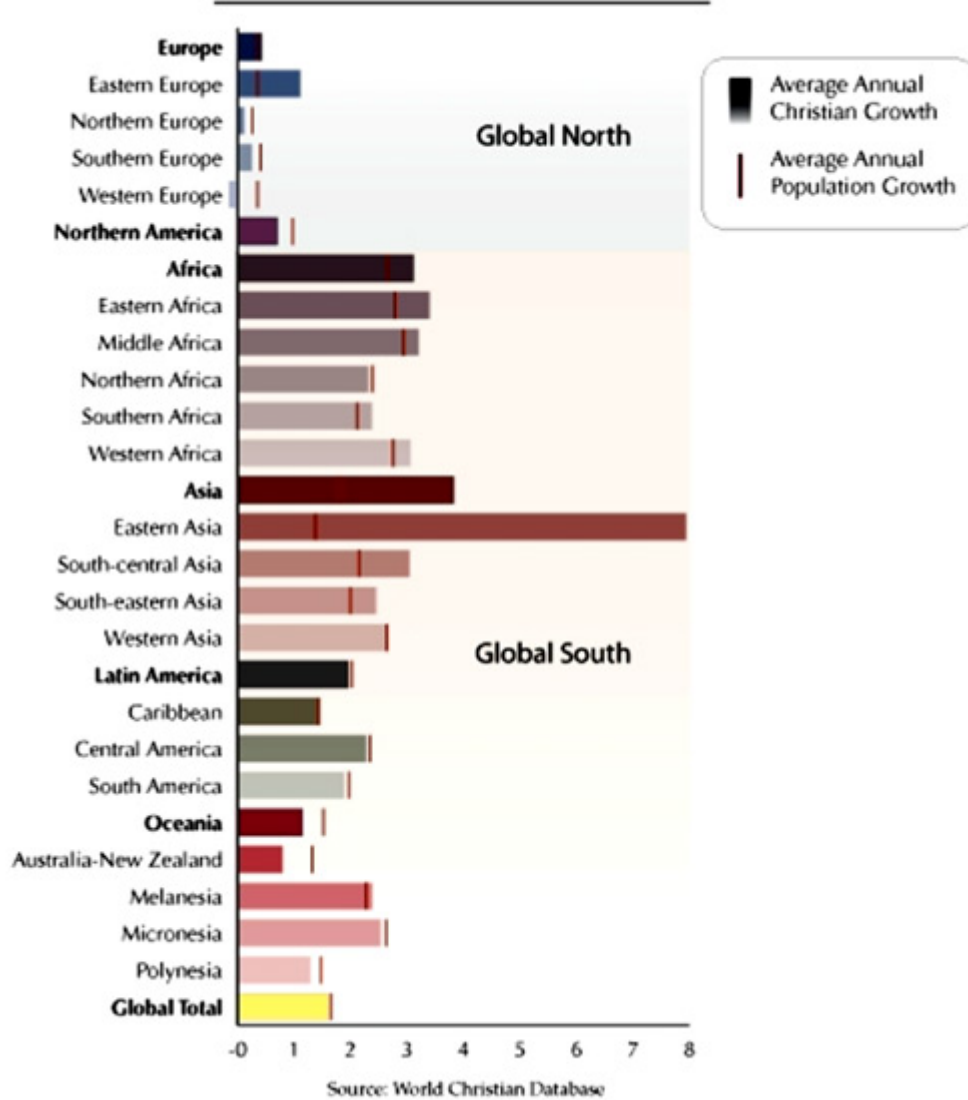 Europe
Eastern Europe
Northern Europe
Southern Europe
Western Europe
Northern America
Africa
Eastern Africa
Middle Africa
Northern Africa
Southern Africa
Western Africa
Asia
Eastern Asia
South-central Asia
South-eastern Asia
Western Asia
Latin America
Caribbean
Central America
South America
Oceania
Australia-New Zealand
Melanesia
Micronesia
Polynesia
Global Total
Global North
Global South
Average Annual
Christian Growth
Average Annual
Population Growth
-0 1 2 3 4 5 6 7 8
Source: World Christian Database